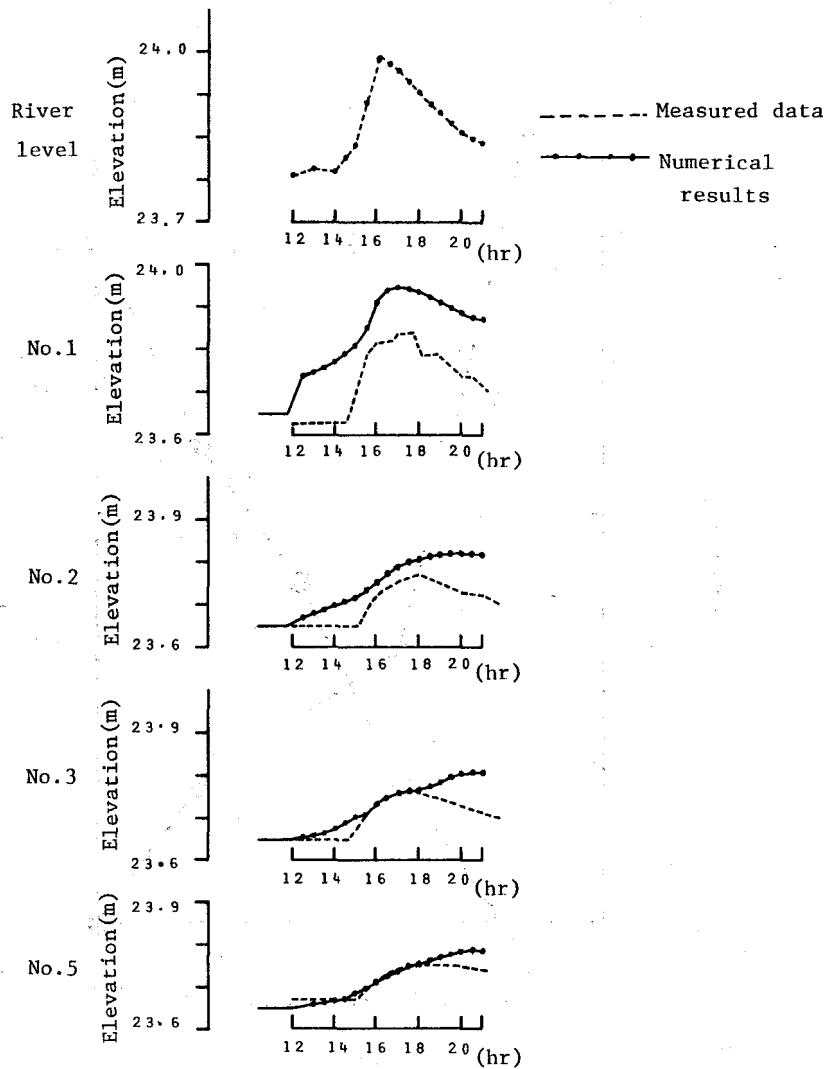 River
level
Elevation(m)
24.0
23.7
12 14 16 18 20 (hr)
Measured data
Numerical
results
No.1
Elevation(m)
24.0
23.6
12 14 16 18 20 (hr)
No.2
Elevation(m)
23.9
23.6
12 14 16 18 20 (hr)
No.3
Elevation(m)
23.9
23.6
12 14 16 18 20 (hr)
No.5
Elevation(m)
23.9
23.6
12 14 16 18 20 (hr)